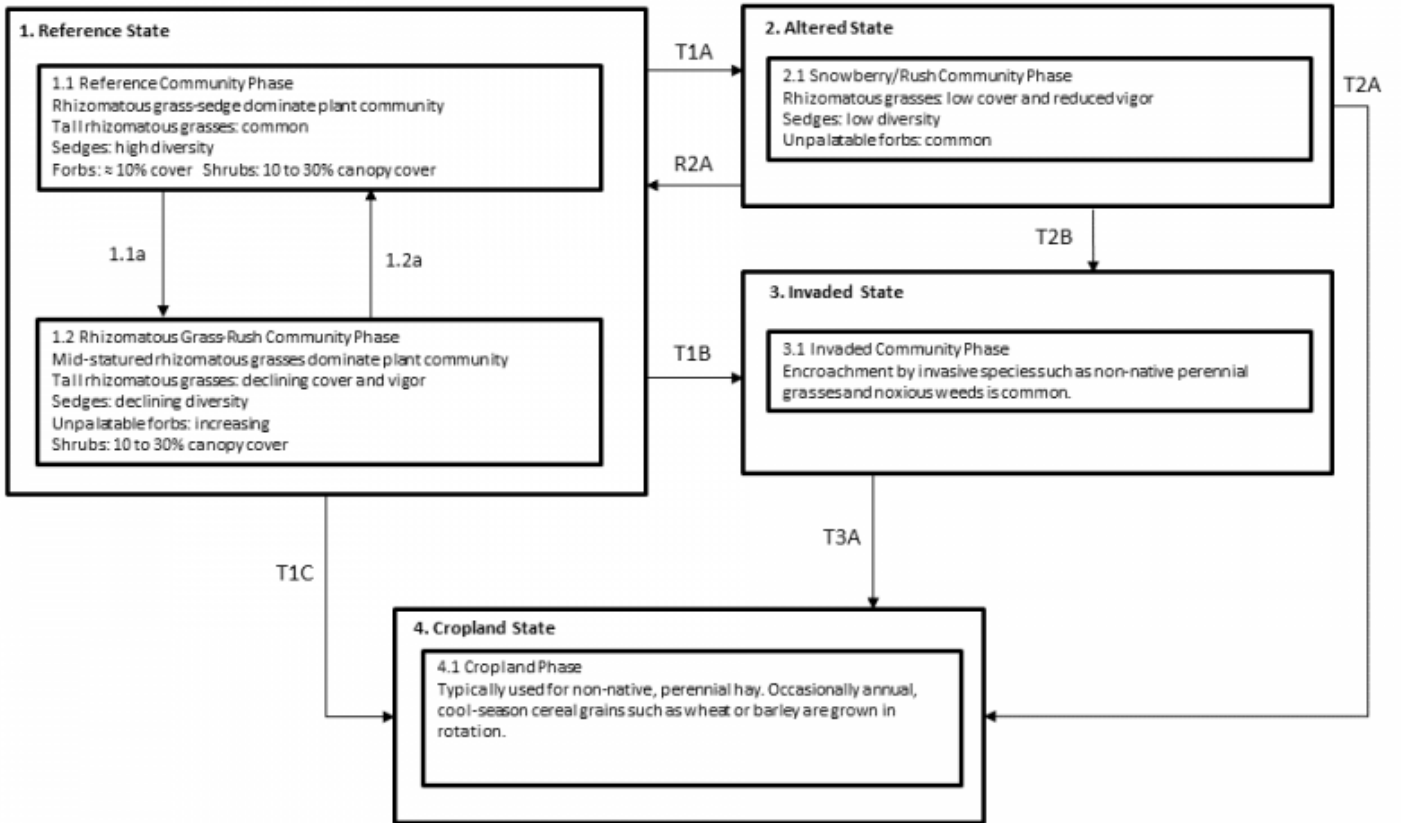 1. Reference State
1.1 Reference Community Phase
Rhizomatous grass-sedge dominate plant community
Tall rhizomatous grasses: common
Sedges: high diversity
Forbs: ≈ 10% cover Shrubs: 10 to 30% canopy cover
1.1a
1.2a
1.2 Rhizomatous Grass-Rush Community Phase
Mid-statured rhizomatous grasses dominate plant community
Tall rhizomatous grasses: declining cover and vigor
Sedges: declining diversity
Unpalatable forbs: increasing
Shrubs: 10 to 30% canopy cover
T1A
R2A
T1B
T1C
2. Altered State
2.1 Snowberry/Rush Community Phase
Rhizomatous grasses: low cover and reduced vigor
Sedges: low diversity
Unpalatable forbs: common
T2A
T2B
3. Invaded State
3.1 Invaded Community Phase
Encroachment by invasive species such as non-native perennial
grasses and noxious weeds is common.
T3A
4. Cropland State
4.1 Cropland Phase
Typically used for non-native, perennial hay. Occasionally annual,
cool-season cereal grains such as wheat or barley are grown in
rotation.